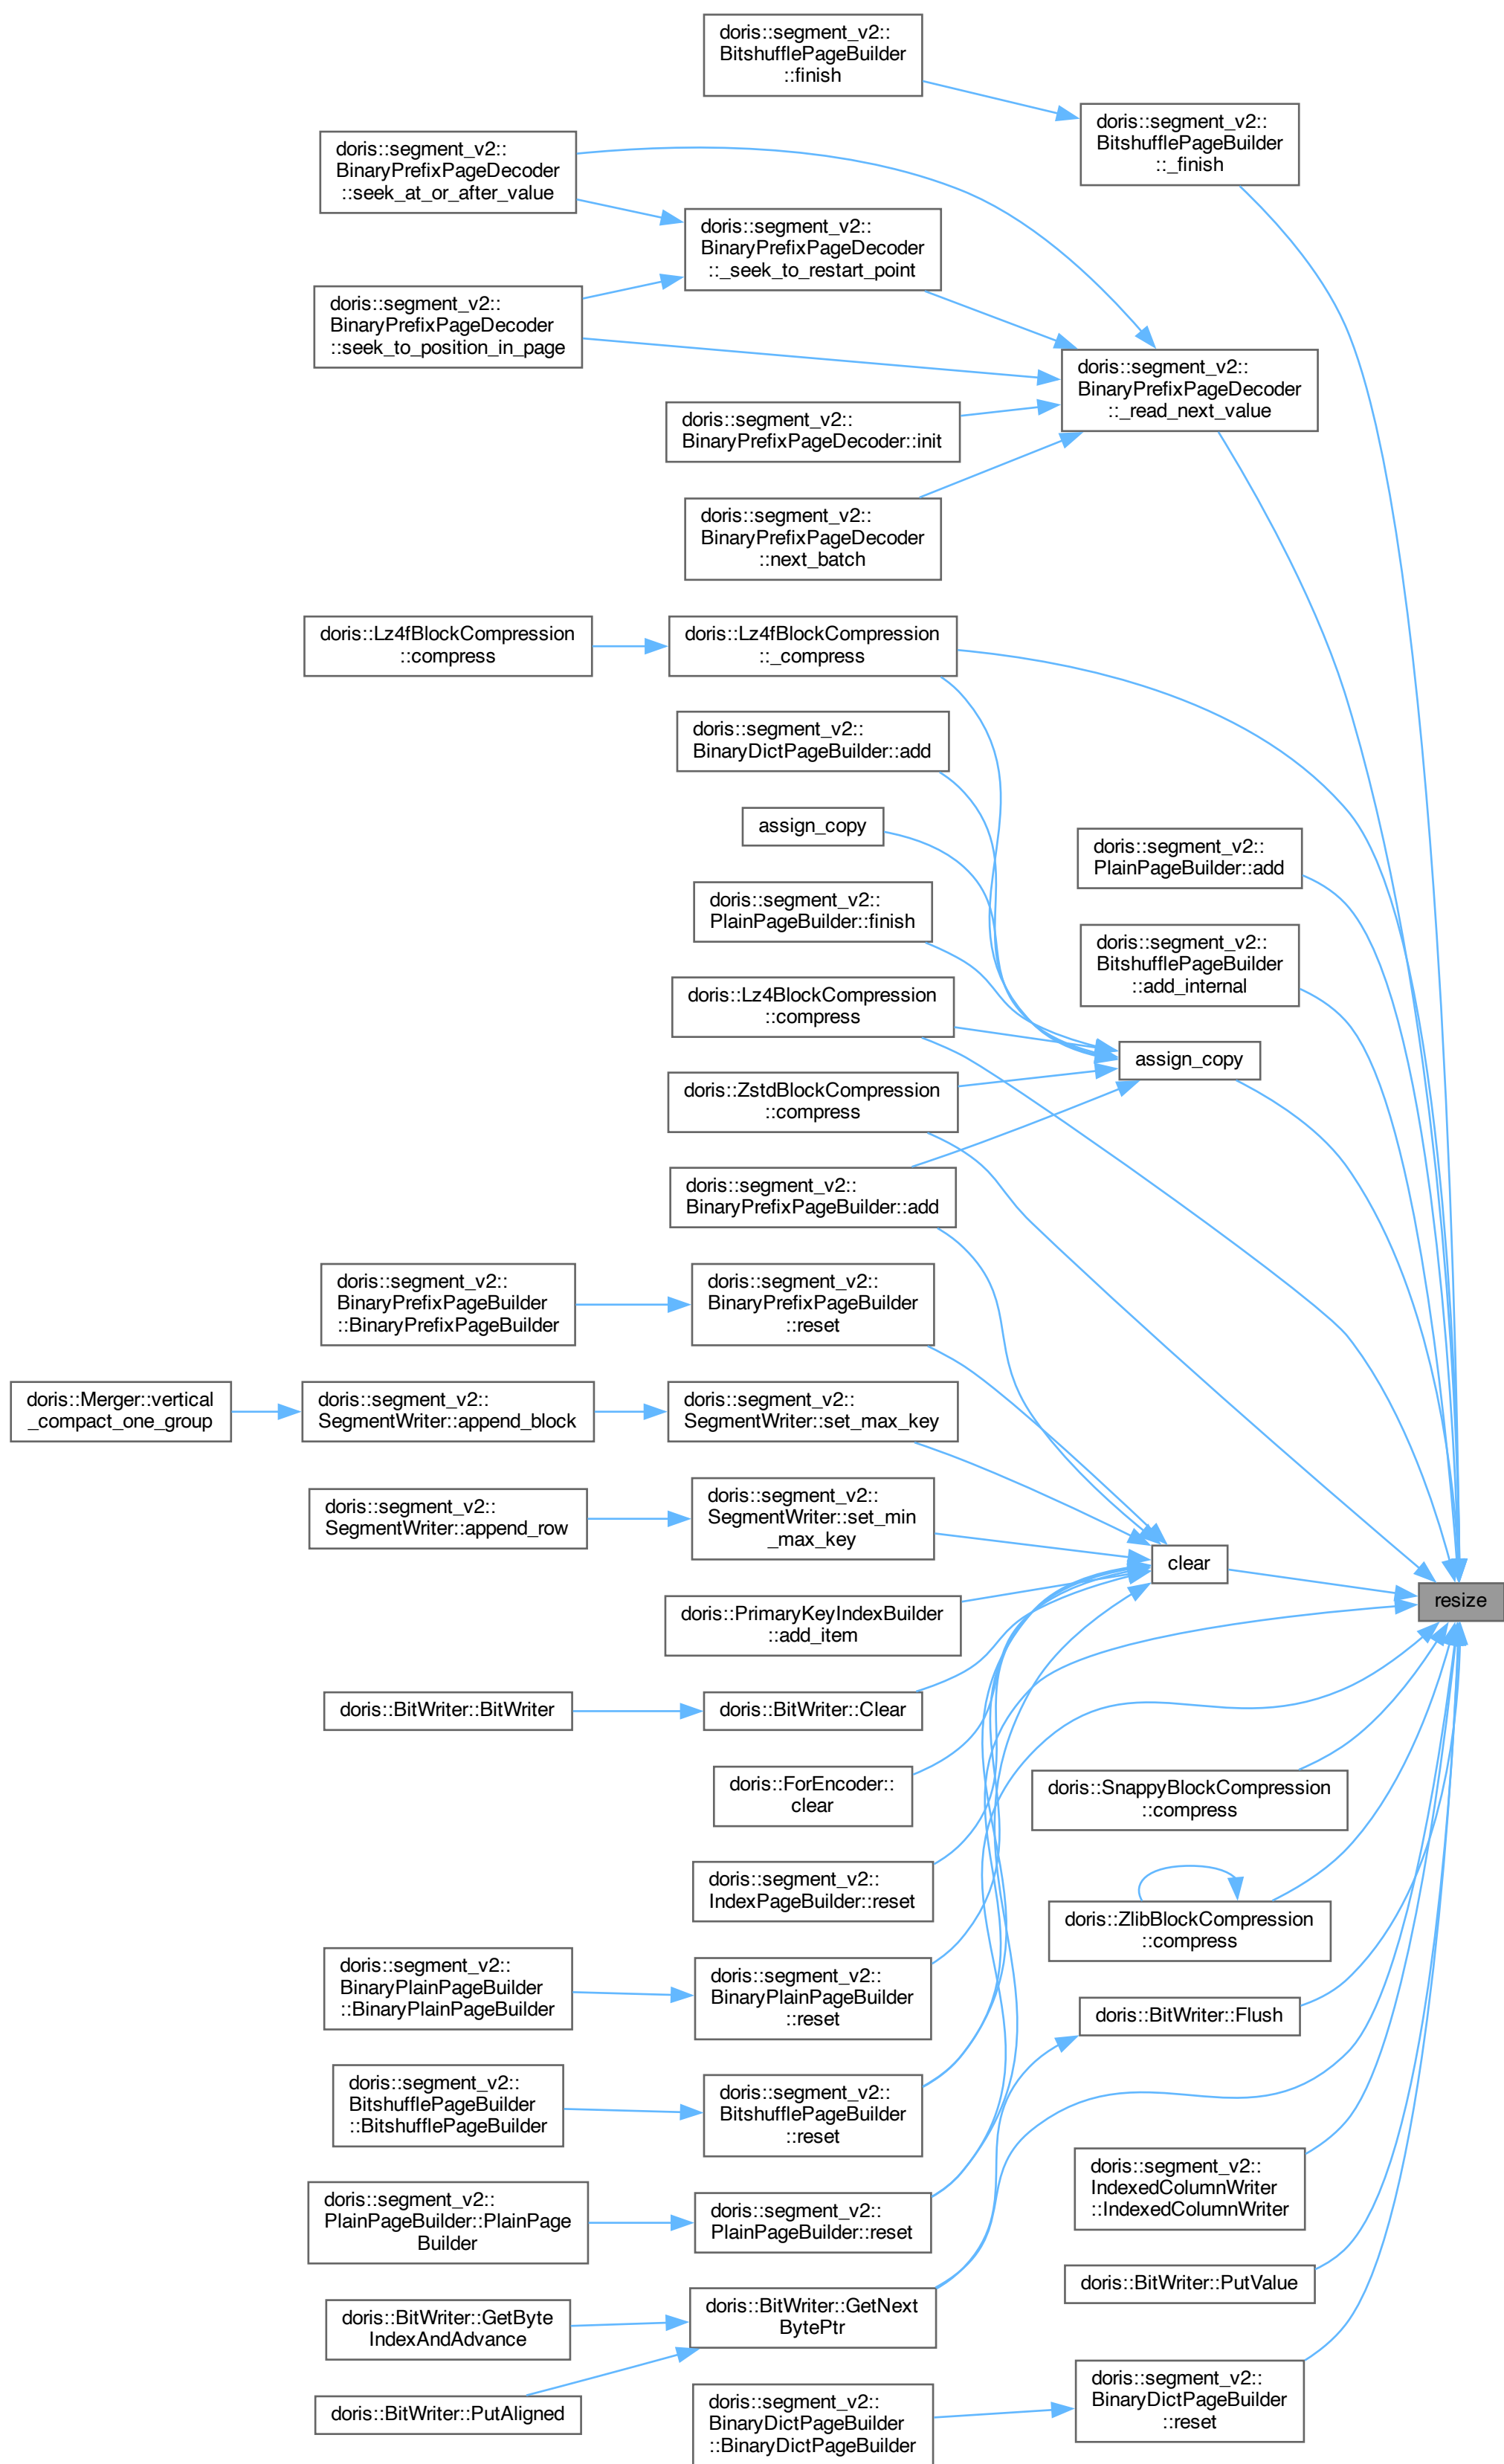 doris::segment_v2::
BitshufflePageBuilder
::finish
doris::segment_v2::
BitshufflePageBuilder
::_finish
doris::segment_v2::
BinaryPrefixPageDecoder
::seek_at_or_after_value
doris::segment_v2::
BinaryPrefixPageDecoder
::_seek_to_restart_point
doris::segment_v2::
BinaryPrefixPageDecoder
::seek_to_position_in_page
doris::segment_v2::
BinaryPrefixPageDecoder
::_read_next_value
doris::segment_v2::
BinaryPrefixPageDecoder::init
doris::segment_v2::
BinaryPrefixPageDecoder
::next_batch
doris::Lz4fBlockCompression
::compress
doris::Lz4fBlockCompression
::_compress
doris::segment_v2::
BinaryDictPageBuilder::add
assign_copy
doris::segment_v2::
PlainPageBuilder::add
doris::segment_v2::
PlainPageBuilder::finish
doris::segment_v2::
BitshufflePageBuilder
::add_internal
doris::Lz4BlockCompression
::compress
assign_copy
doris::ZstdBlockCompression
::compress
doris::segment_v2::
BinaryPrefixPageBuilder::add
doris::segment_v2::
BinaryPrefixPageBuilder
::BinaryPrefixPageBuilder
doris::segment_v2::
BinaryPrefixPageBuilder
::reset
doris::Merger::vertical
_compact_one_group
doris::segment_v2::
SegmentWriter::append_block
doris::segment_v2::
SegmentWriter::set_max_key
doris::segment_v2::
SegmentWriter::append_row
doris::segment_v2::
SegmentWriter::set_min
_max_key
clear
resize
doris::PrimaryKeyIndexBuilder
::add_item
doris::BitWriter::BitWriter
doris::BitWriter::Clear
doris::ForEncoder::
clear
doris::SnappyBlockCompression
::compress
doris::segment_v2::
IndexPageBuilder::reset
doris::ZlibBlockCompression
::compress
doris::segment_v2::
BinaryPlainPageBuilder
::BinaryPlainPageBuilder
doris::segment_v2::
BinaryPlainPageBuilder
::reset
doris::BitWriter::Flush
doris::segment_v2::
BitshufflePageBuilder
::BitshufflePageBuilder
doris::segment_v2::
BitshufflePageBuilder
::reset
doris::segment_v2::
IndexedColumnWriter
::IndexedColumnWriter
doris::segment_v2::
PlainPageBuilder::PlainPage
Builder
doris::segment_v2::
PlainPageBuilder::reset
doris::BitWriter::PutValue
doris::BitWriter::GetByte
IndexAndAdvance
doris::BitWriter::GetNext
BytePtr
doris::BitWriter::PutAligned
doris::segment_v2::
BinaryDictPageBuilder
::BinaryDictPageBuilder
doris::segment_v2::
BinaryDictPageBuilder
::reset